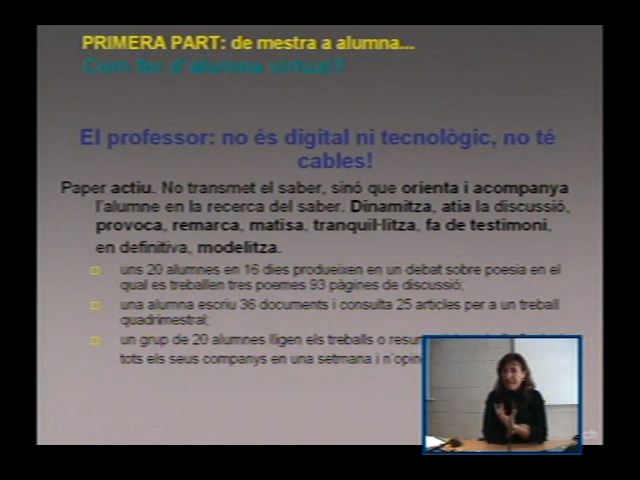 PRIMERA PART: de mestra a alumna...
Com fer d'alumna virtual?
El professor: no és digital ni tecnològic, no té
cables!
Paper actiu. No transmet el saber, sinó que orienta i acompanya
l'alumne en la recerca del saber. Dinamitza, atia la discussió,
provoca, remarca, matisa, tranquil·litza, fa de testimoni,
en definitiva, modelitza.
uns 20 alumnes en 16 dies produeixen en un debat sobre poesia en el
qual es treballen tres poemes 93 pàgines de discussió;
una alumna escriu 36 documents i consulta 25 articles per a un treball
quadrimestral;
un grup de 20 alumnes lligen els treballs o
tots els seus companys en una setmana i